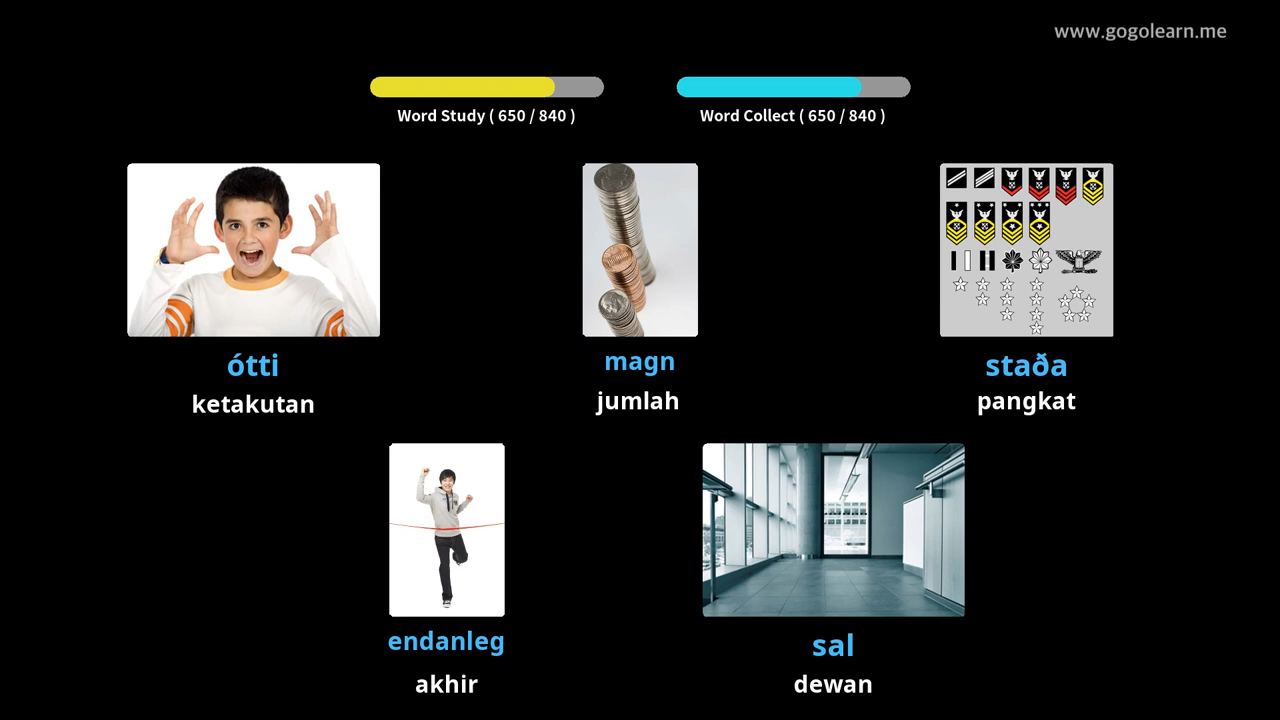 www.gogolearn.me
Word Study ( 650 / 840 )
Word Collect ( 650 / 840 )
ótti
ketakutan
magn
jumlah
staða
pangkat
endanleg
akhir
sal
dewan